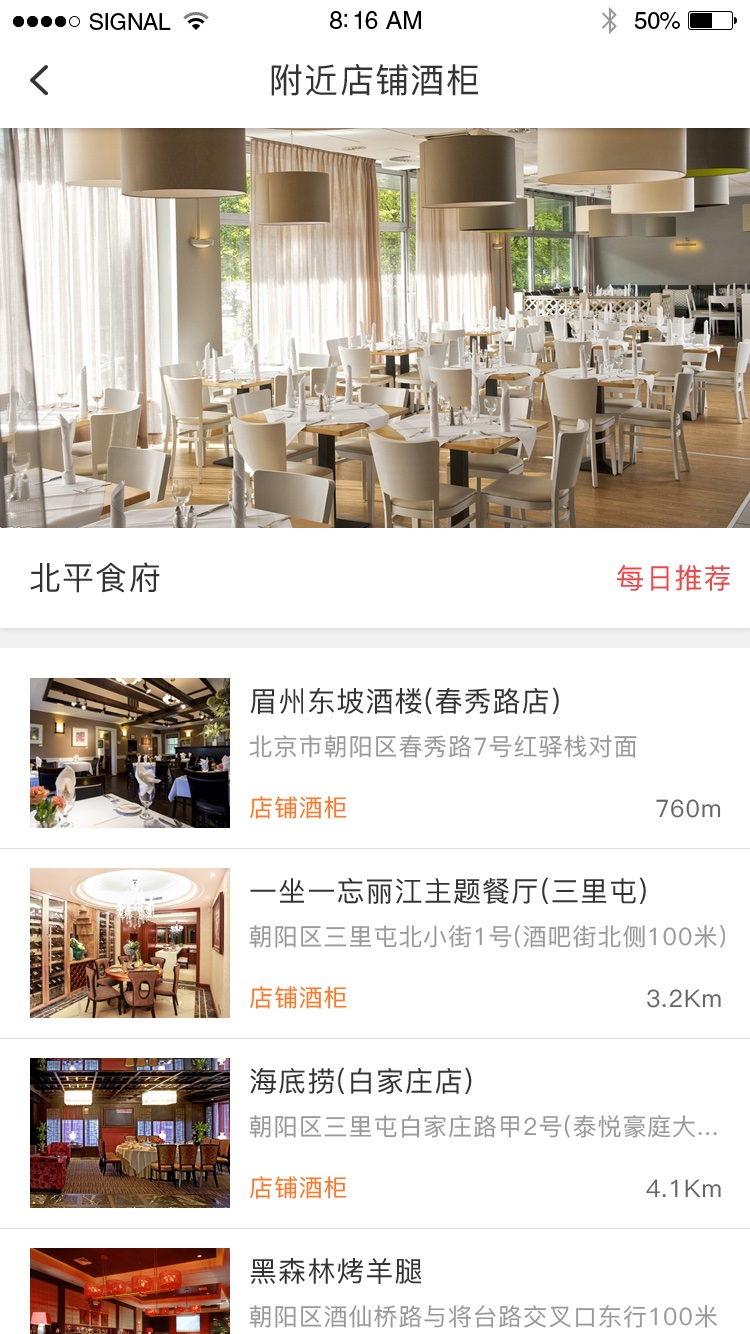 SIGNAL 8:16 AM 50%
附近店铺酒柜
北平食府 每日推荐
眉州东坡酒楼(春秀路店)
北京市朝阳区春秀路7号红驿栈对面
店铺酒柜 760m
一坐一忘丽江主题餐厅(三里屯)
朝阳区三里屯北小街1号(酒吧街北侧100米)
店铺酒柜 3.2Km
海底捞(白家庄店)
朝阳区三里屯白家庄路甲2号(泰悦豪庭大...
店铺酒柜 4.1Km
黑森林烤羊腿
朝阳区酒仙桥路与将台路交叉口东行100米